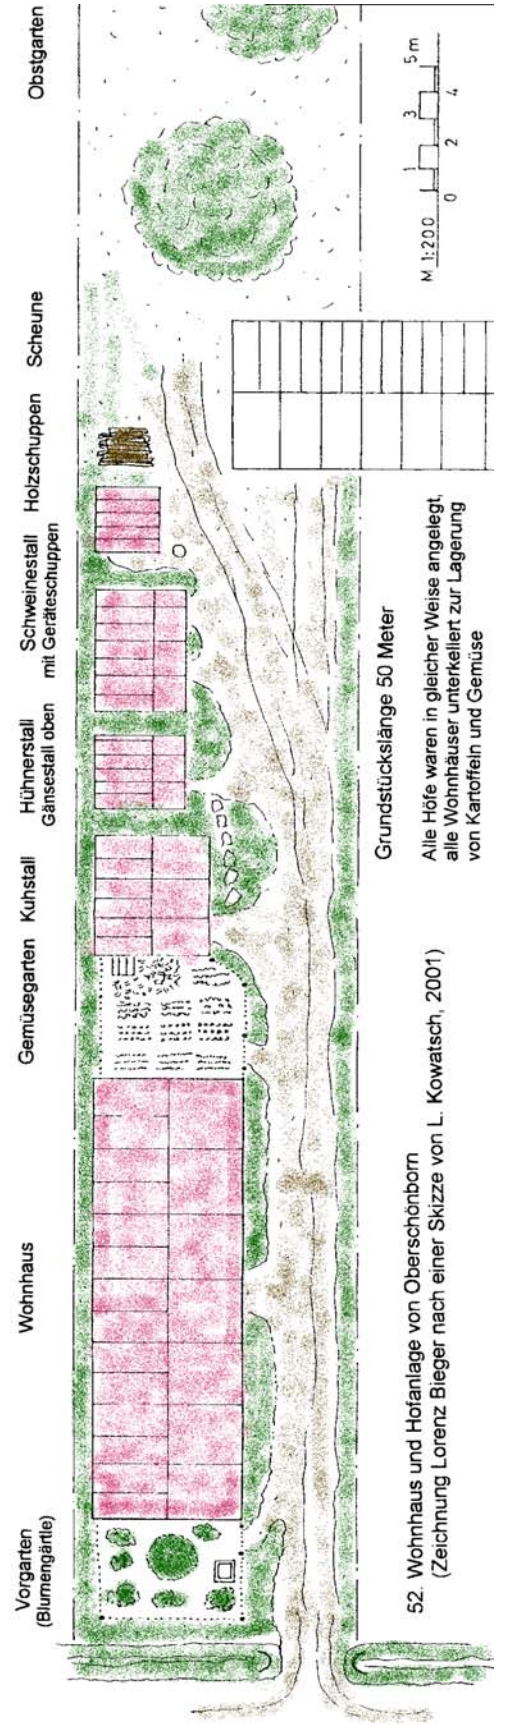 Vorgarten
(Blumengärtle)
Wohnhaus
Gemüsegarten
Kuhstall
Hühnerstall
Gänsestall oben
Schweinestall
mit Geräteschuppen
Holzschuppen
Scheune
Obstgarten
M 1:200
0 1 2 3 4 5 m
Grundstückslänge 50 Meter
Alle Höfe waren in gleicher Weise angelegt,
alle Wohnhäuser unterkellert zur Lagerung
von Kartoffeln und Gemüse
52. Wohnhaus und Hofanlage von Oberschönborn
(Zeichnung Lorenz Bieger nach einer Skizze von L. Kowatsch, 2001)